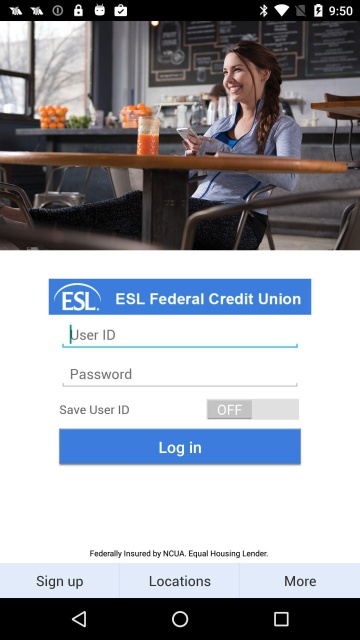 9:50
ESL ESL Federal Credit Union
User ID
Password
Save User ID OFF
Log in
Federally Insured by NCUA. Equal Housing Lender.
Sign up Locations More